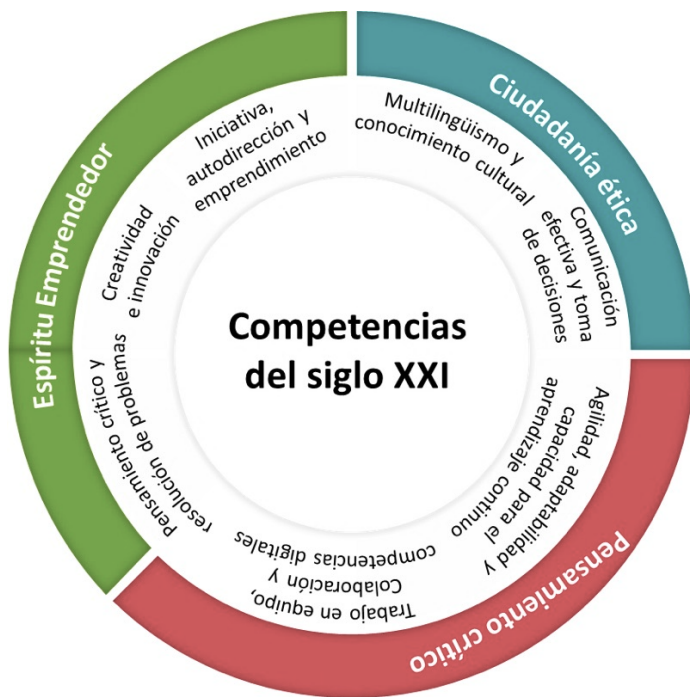 Competencias
del siglo XXI
Ciudadanía ética
Multilingüismo y
conocimiento cultural
Comunicación
efectiva y toma
de decisiones
Pensamiento crítico
Agilidad, adaptabilidad y
capacidad para el
aprendizaje continuo
Trabajo en equipo,
Colaboración y
competencias digitales
Espíritu Emprendedor
Pensamiento crítico y
resolución de problemas
Creatividad
e innovación
Iniciativa,
autodirección y
emprendimiento